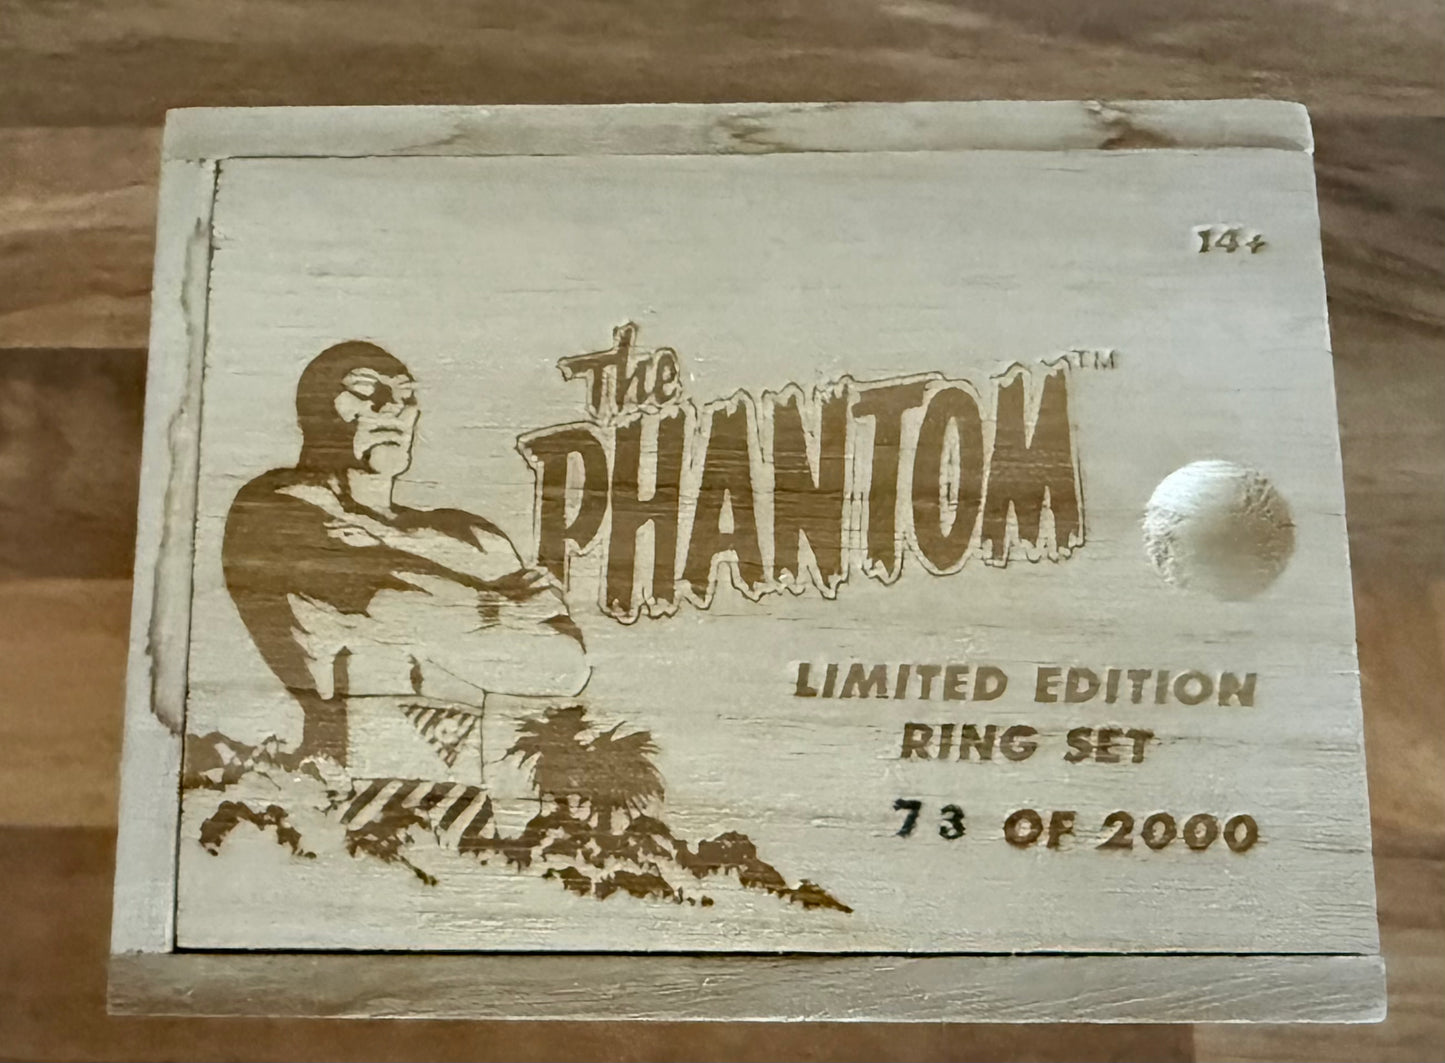 14+
The
PHANTOM™
LIMITED EDITION
RING SET
73 OF 2000